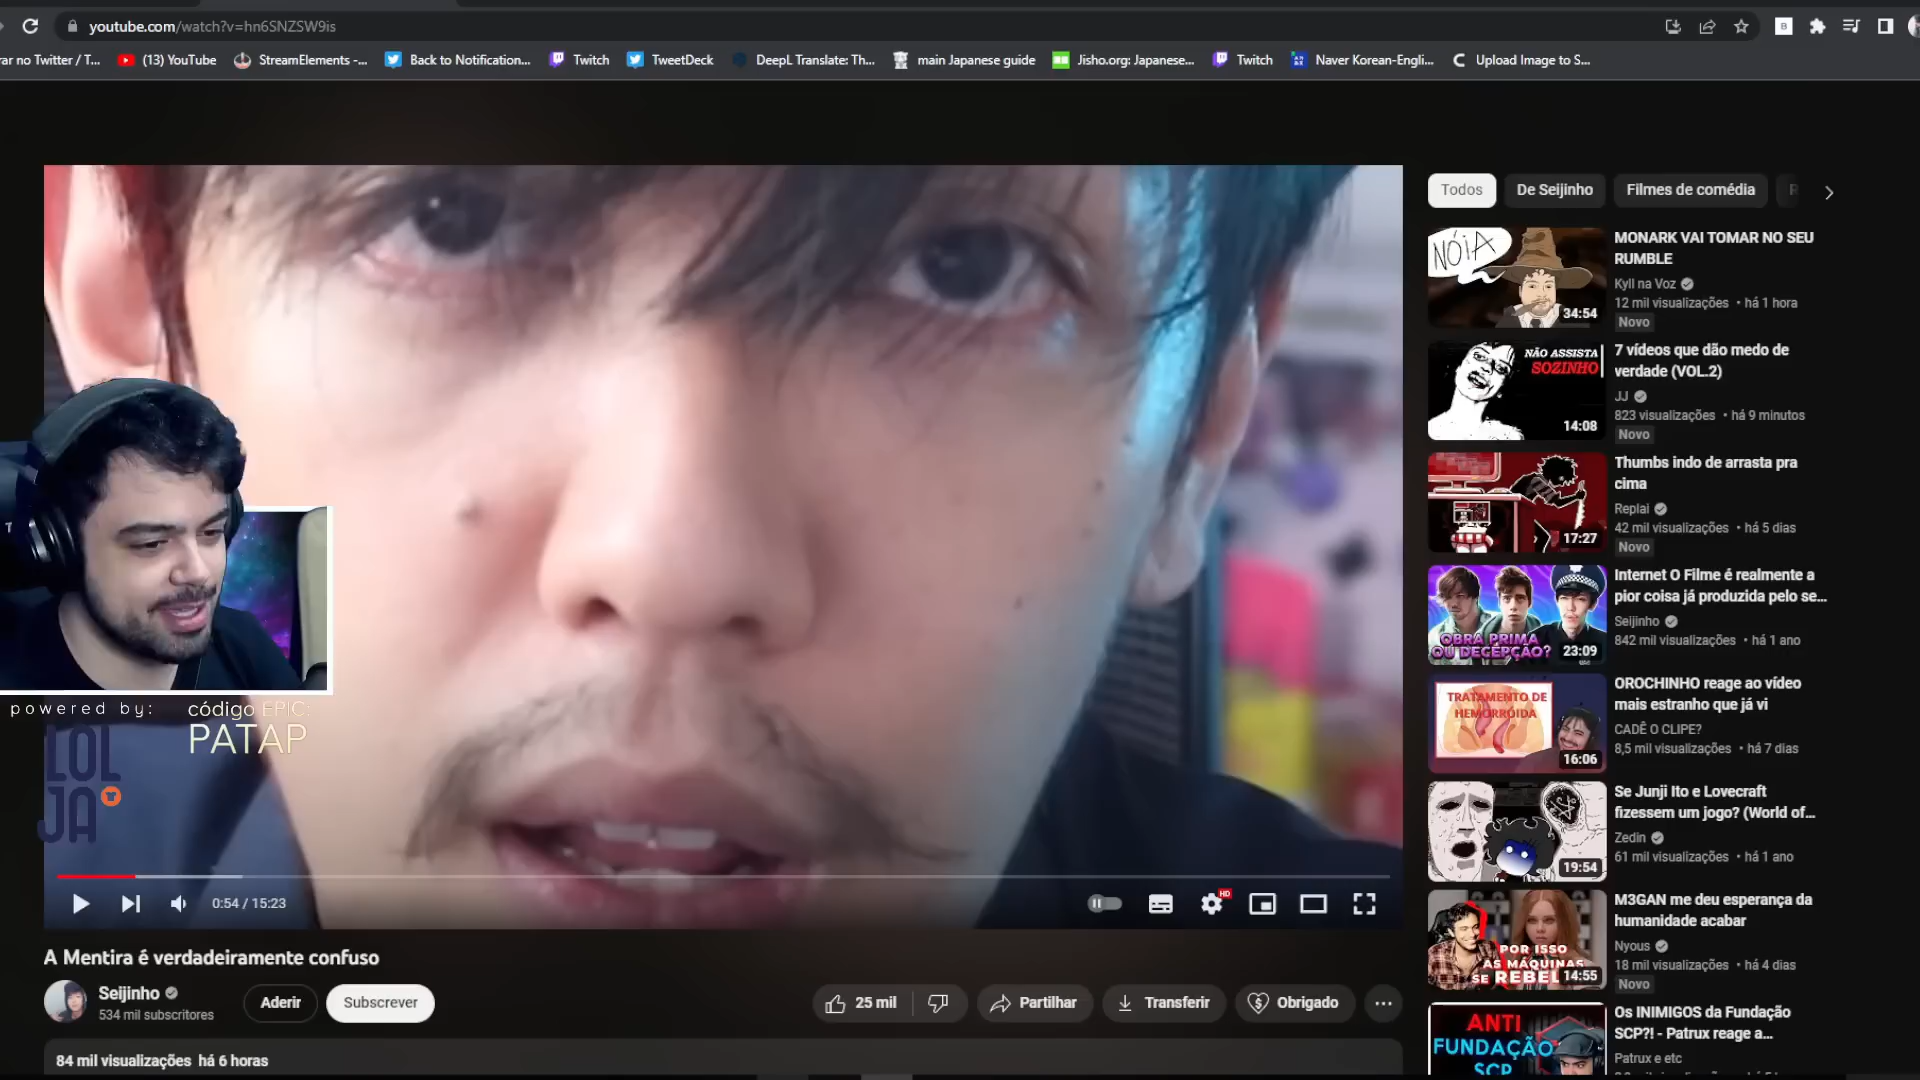 youtube.com/watch?v=hn6SNZSW9is
rar no Twitter / T...
(13) YouTube
StreamElements -...
Back to Notification...
Twitch
TweetDeck
DeepL Translate: Th...
main Japanese guide
Jisho.org: Japanese...
Twitch
Naver Korean-Engli...
Upload Image to S...
powered by:
código EPIC:
PATAP
LOL
JA
0:54 / 15:23
HD
A Mentira é verdadeiramente confuso
Seijinho
534 mil subscritores
Aderir
Subscrever
25 mil
Partilhar
Transferir
Obrigado
84 mil visualizações há 6 horas
Todos
De Seijinho
Filmes de comédia
NÓIA
34:54
MONARK VAI TOMAR NO SEU
RUMBLE
Kyll na Voz
12 mil visualizações • há 1 hora
Novo
NÃO ASSISTA
SOZINHO
14:08
7 vídeos que dão medo de
verdade (VOL.2)
JJ
823 visualizações • há 9 minutos
Novo
17:27
Thumbs indo de arrasta pra
cima
Replai
42 mil visualizações • há 5 dias
Novo
OBRA PRIMA
OU DECEPÇÃO?
23:09
Internet O Filme é realmente a
pior coisa já produzida pelo se...
Seijinho
842 mil visualizações • há 1 ano
TRATAMENTO DE
HEMORRÓIDA
16:06
OROCHINHO reage ao vídeo
mais estranho que já vi
CADÊ O CLIPE?
8,5 mil visualizações • há 7 dias
19:54
Se Junji Ito e Lovecraft
fizessem um jogo? (World of...
Zedin
61 mil visualizações • há 1 ano
POR ISSO
AS MÁQUINAS
SE REBEL
14:55
M3GAN me deu esperança da
humanidade acabar
Nyous
18 mil visualizações • há 4 dias
Novo
ANTI
FUNDAÇÃO
SCP
Os INIMIGOS da Fundação
SCP?! - Patrux reage a...
Patrux e etc